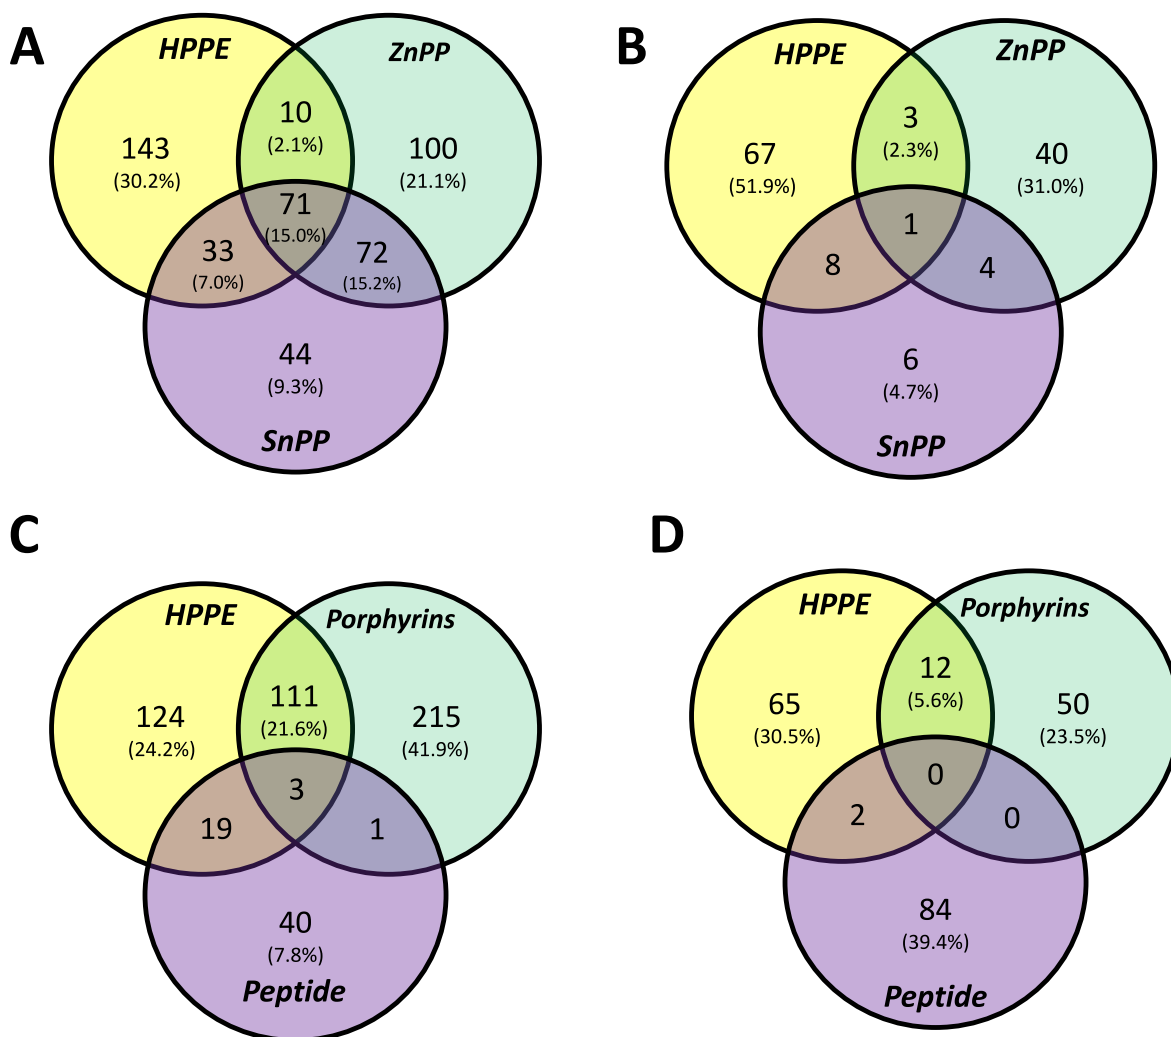 A
HPPE
ZnPP
10
(2.1%)
143
(30.2%)
100
(21.1%)
71
(15.0%)
33
(7.0%)
72
(15.2%)
44
(9.3%)
SnPP
B
HPPE
ZnPP
3
(2.3%)
67
(51.9%)
40
(31.0%)
1
8
4
6
(4.7%)
SnPP
C
HPPE
Porphyrins
111
(21.6%)
124
(24.2%)
215
(41.9%)
3
19
1
40
(7.8%)
Peptide
D
HPPE
Porphyrins
12
(5.6%)
65
(30.5%)
50
(23.5%)
0
2
0
84
(39.4%)
Peptide